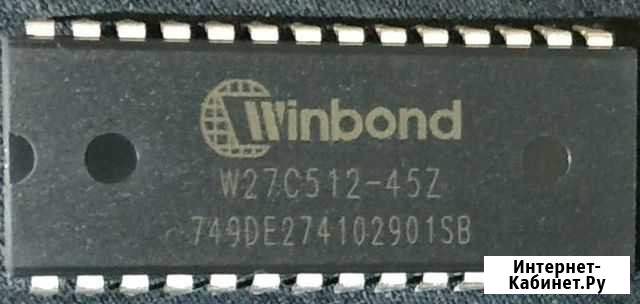 Winbond
W27C512-45Z
749DE274102901SB
Интернет-
Кабинет.Ру